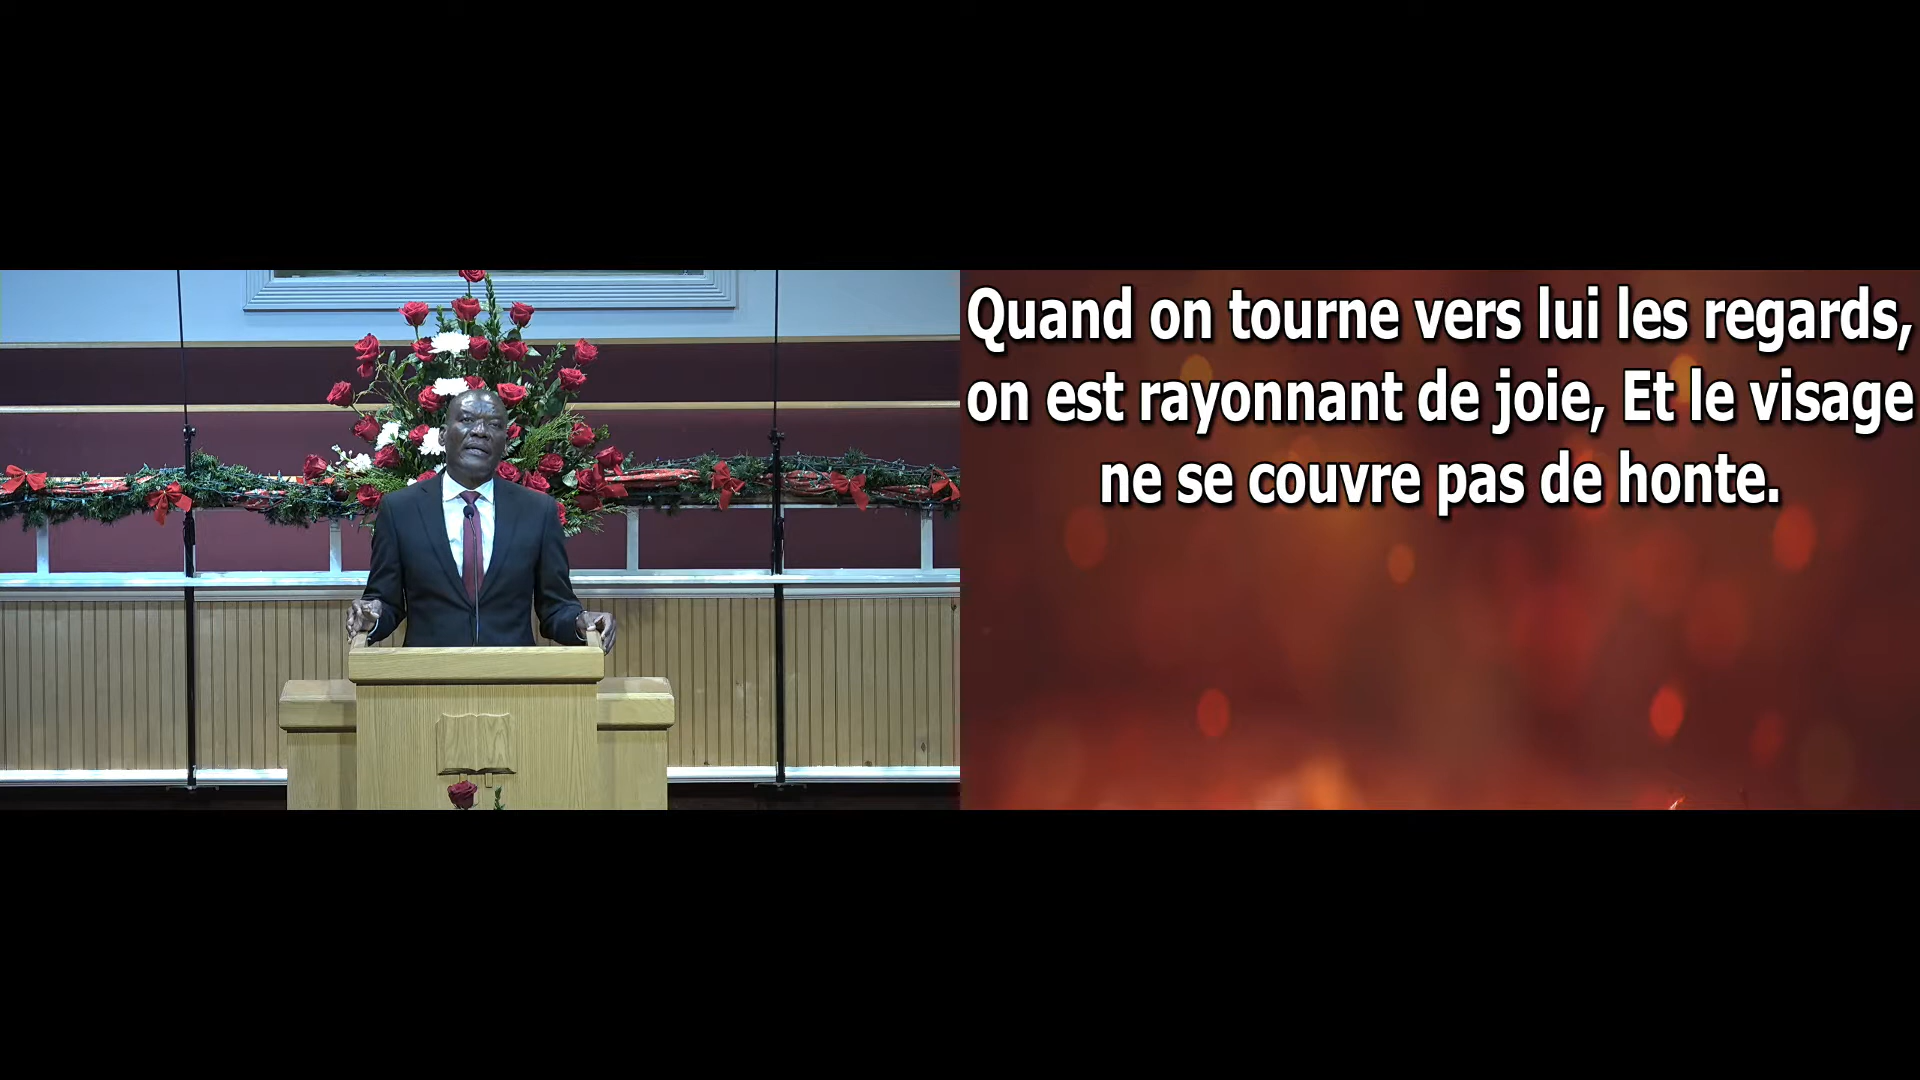 Quand on tourne vers lui les regards,
on est rayonnant de joie, Et le visage
ne se couvre pas de honte.